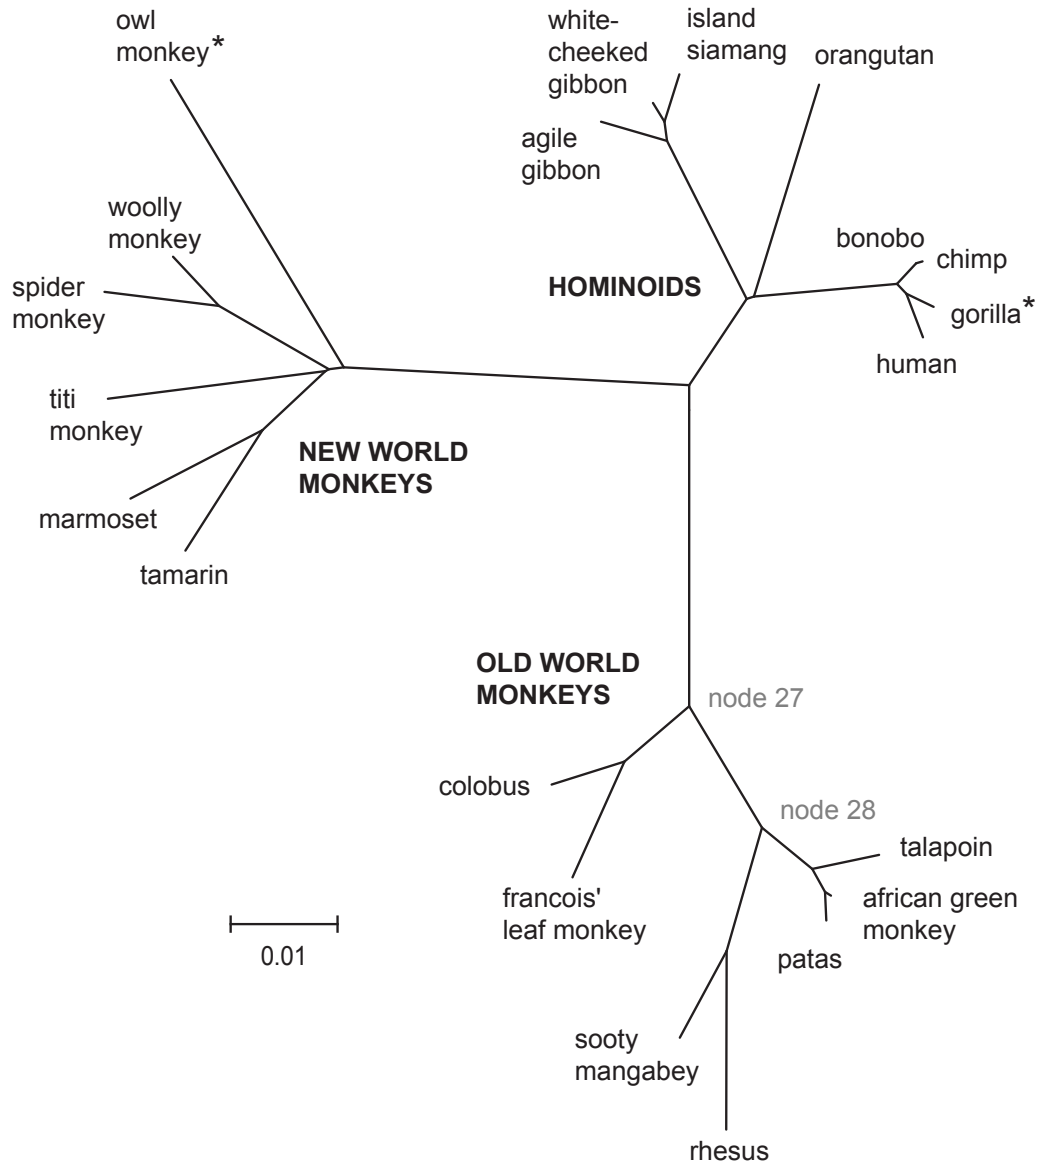 owl
monkey*
white-
cheeked
gibbon
island
siamang
orangutan
agile
gibbon
woolly
monkey
bonobo
chimp
spider
monkey
HOMINOIDS
gorilla*
human
titi
monkey
NEW WORLD
MONKEYS
marmoset
tamarin
OLD WORLD
MONKEYS
node 27
colobus
node 28
talapoin
francois'
leaf monkey
african green
monkey
0.01
patas
sooty
mangabey
rhesus